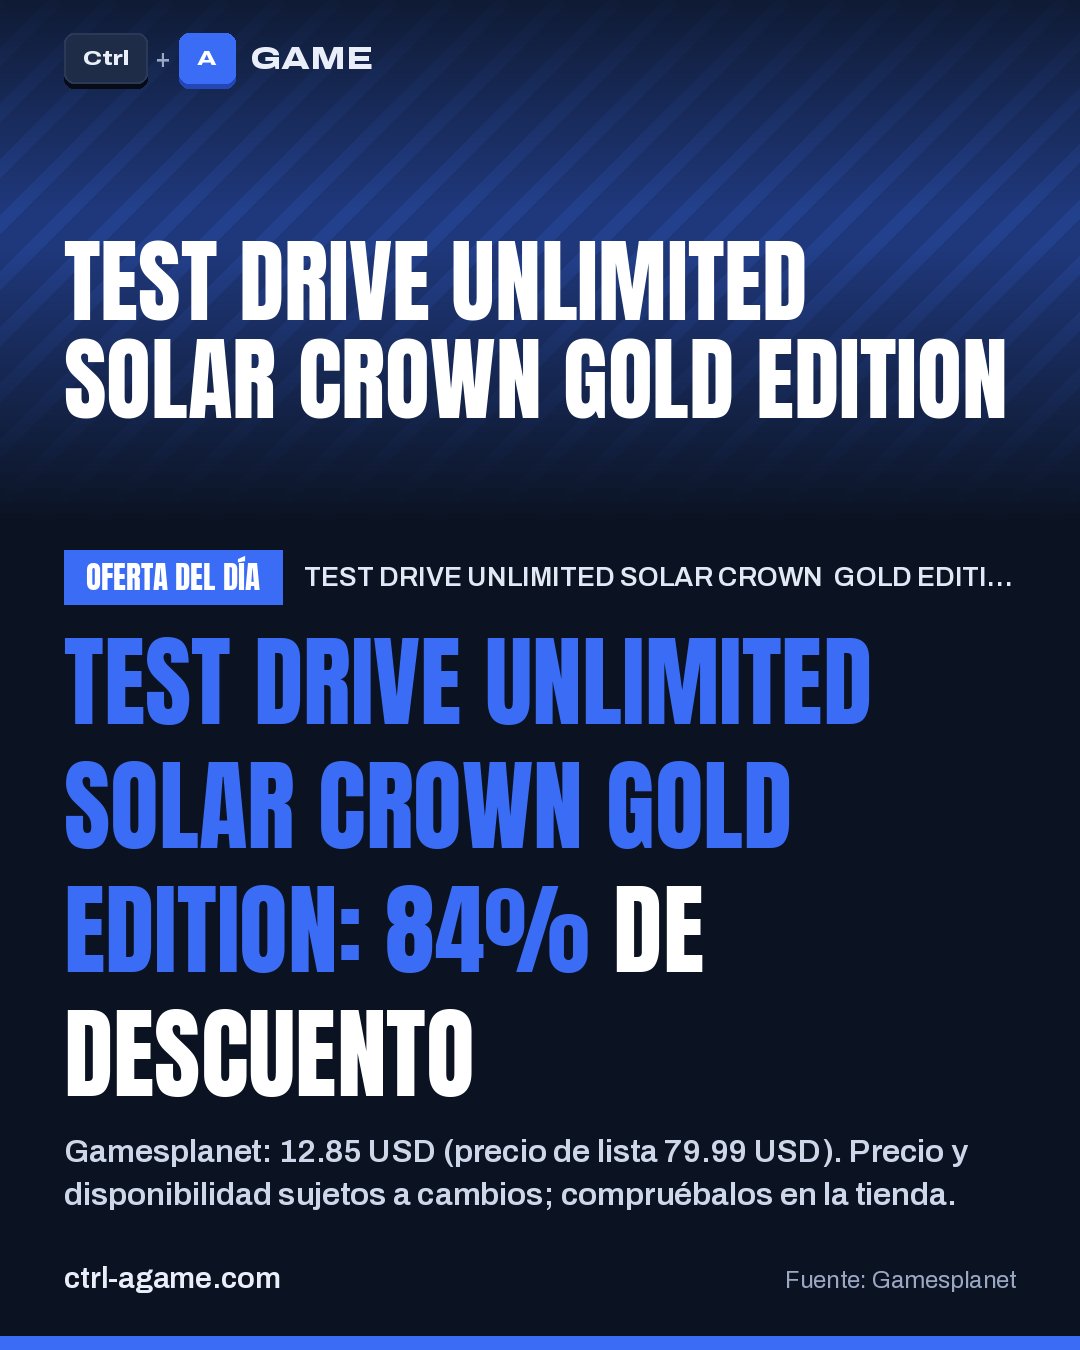 Ctrl + A GAME
TEST DRIVE UNLIMITED
SOLAR CROWN GOLD EDITION
OFERTA DEL DÍA TEST DRIVE UNLIMITED SOLAR CROWN GOLD EDITI...
TEST DRIVE UNLIMITED
SOLAR CROWN GOLD
EDITION: 84% DE
DESCUENTO
Gamesplanet: 12.85 USD (precio de lista 79.99 USD). Precio y
disponibilidad sujetos a cambios; compruébalos en la tienda.
ctrl-agame.com Fuente: Gamesplanet